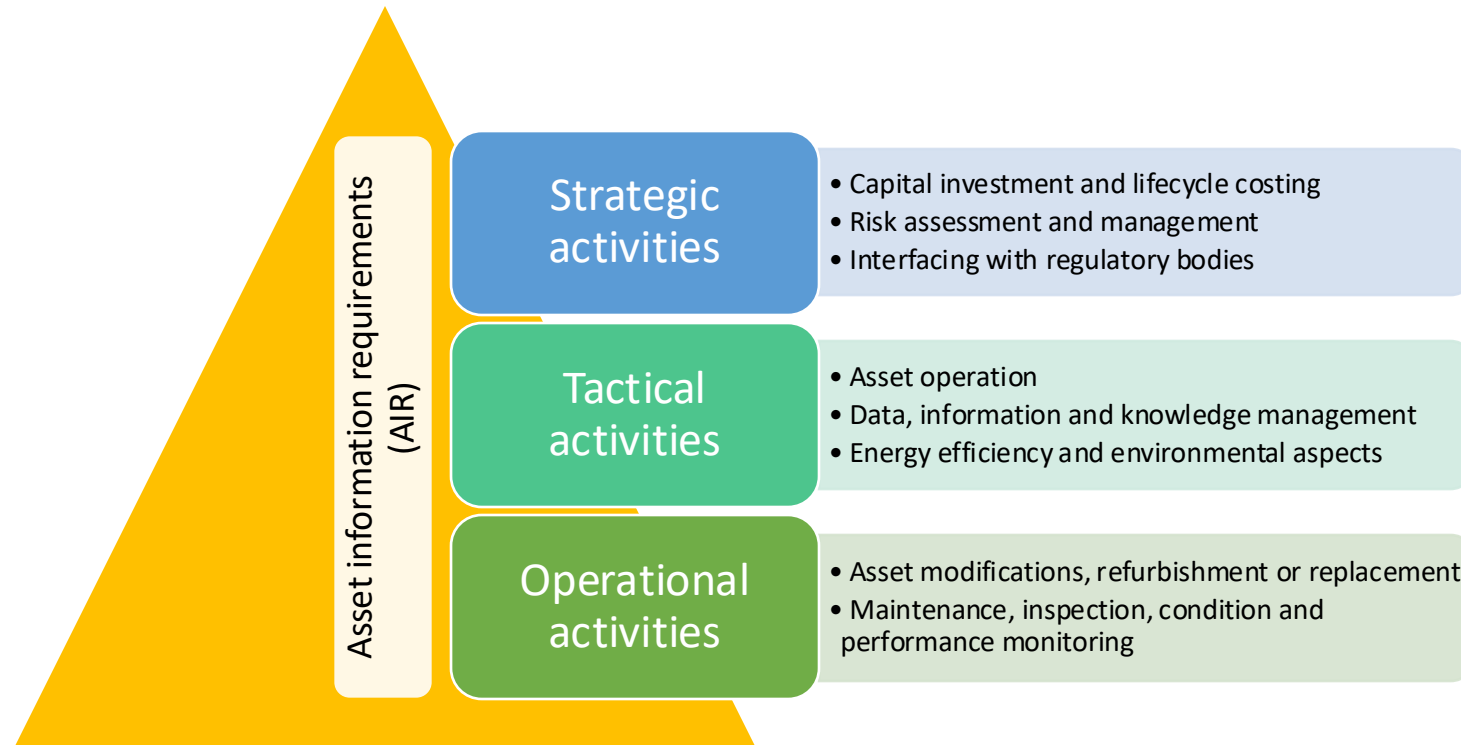 Asset information requirements
(AIR)
Strategic
activities
• Capital investment and lifecycle costing
• Risk assessment and management
• Interfacing with regulatory bodies
Tactical
activities
• Asset operation
• Data, information and knowledge management
• Energy efficiency and environmental aspects
Operational
activities
• Asset modifications, refurbishment or replacement
• Maintenance, inspection, condition and
performance monitoring